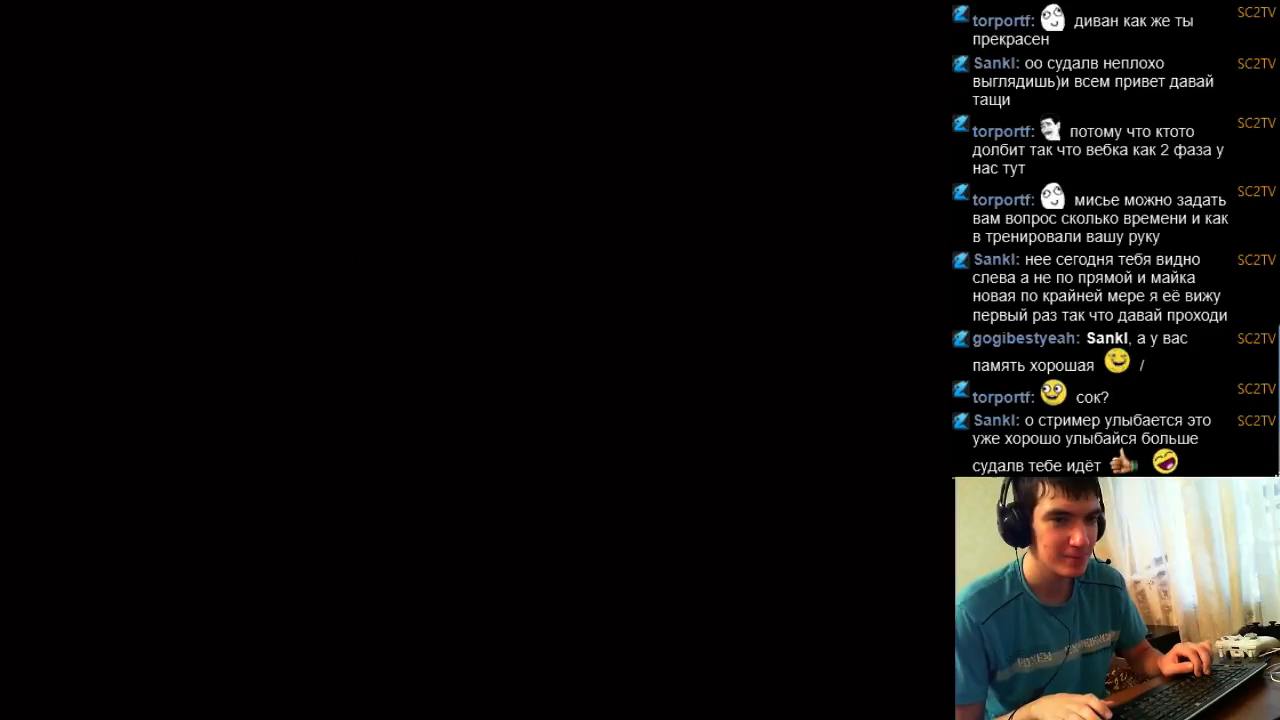 torportf: диван как же ты SC2TV
прекрасен
Sankl: оо судалв неплохо SC2TV
выглядишь)и всем привет давай
тащи
torportf: потому что ктото SC2TV
долбит так что вебка как 2 фаза у
нас тут
torportf: мисье можно задать SC2TV
вам вопрос сколько времени и как
в тренировали вашу руку
Sankl: нее сегодня тебя видно SC2TV
слева а не по прямой и майка
новая по крайней мере я её вижу
первый раз так что давай проходи
gogibestyeah: Sankl, а у вас SC2TV
память хорошая /
torportf: сок? SC2TV
Sankl: о стример улыбается это SC2TV
уже хорошо улыбайся больше
судалв тебе идёт